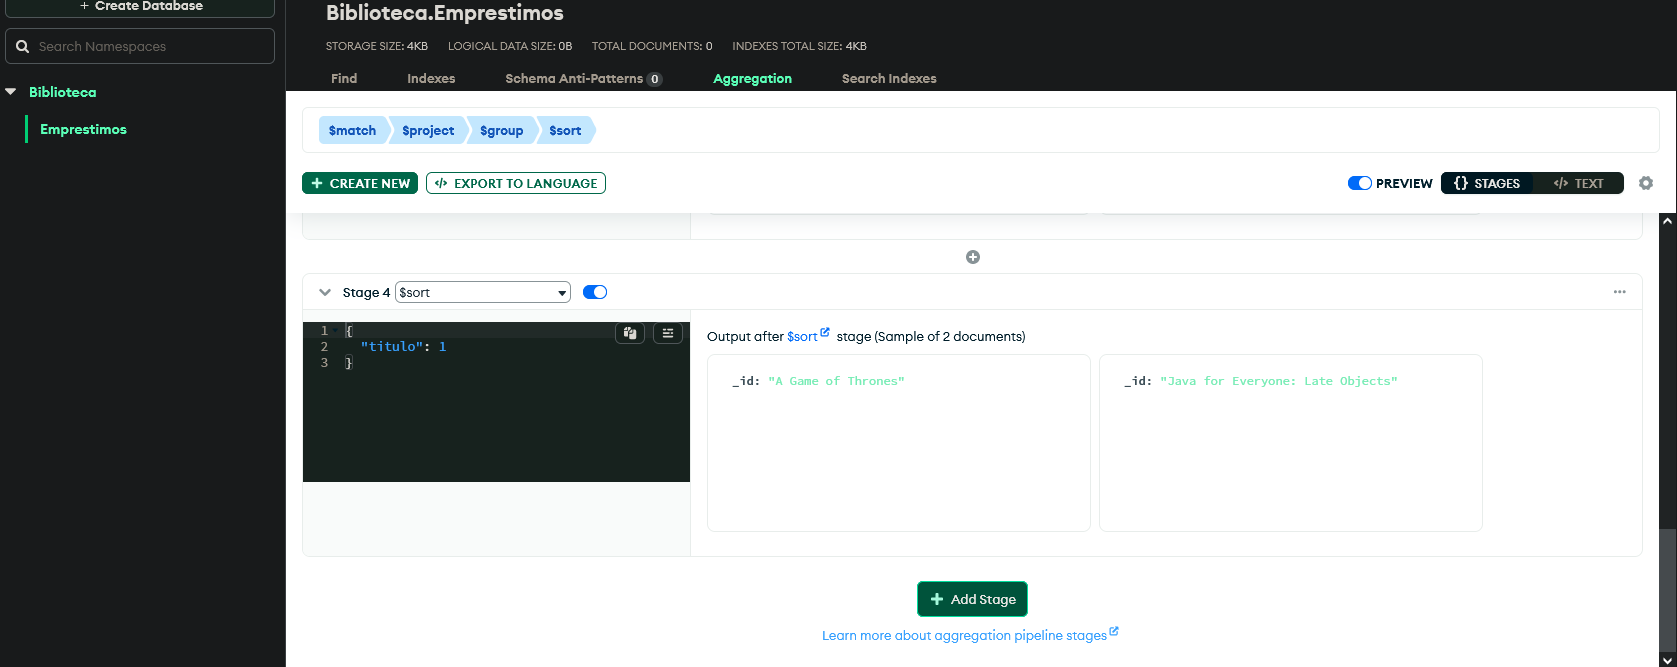 + Create Database
Search Namespaces
Biblioteca
Emprestimos
Biblioteca.Emprestimos
STORAGE SIZE: 4KB LOGICAL DATA SIZE: 0B TOTAL DOCUMENTS: 0 INDEXES TOTAL SIZE: 4KB
Find Indexes Schema Anti-Patterns 0 Aggregation Search Indexes
$match $project $group $sort
+ CREATE NEW </> EXPORT TO LANGUAGE PREVIEW {} STAGES </> TEXT
Stage 4 $sort
1 {
2 "titulo": 1
3 }
Output after $sort stage (Sample of 2 documents)
_id: "A Game of Thrones"
_id: "Java for Everyone: Late Objects"
+ Add Stage
Learn more about aggregation pipeline stages